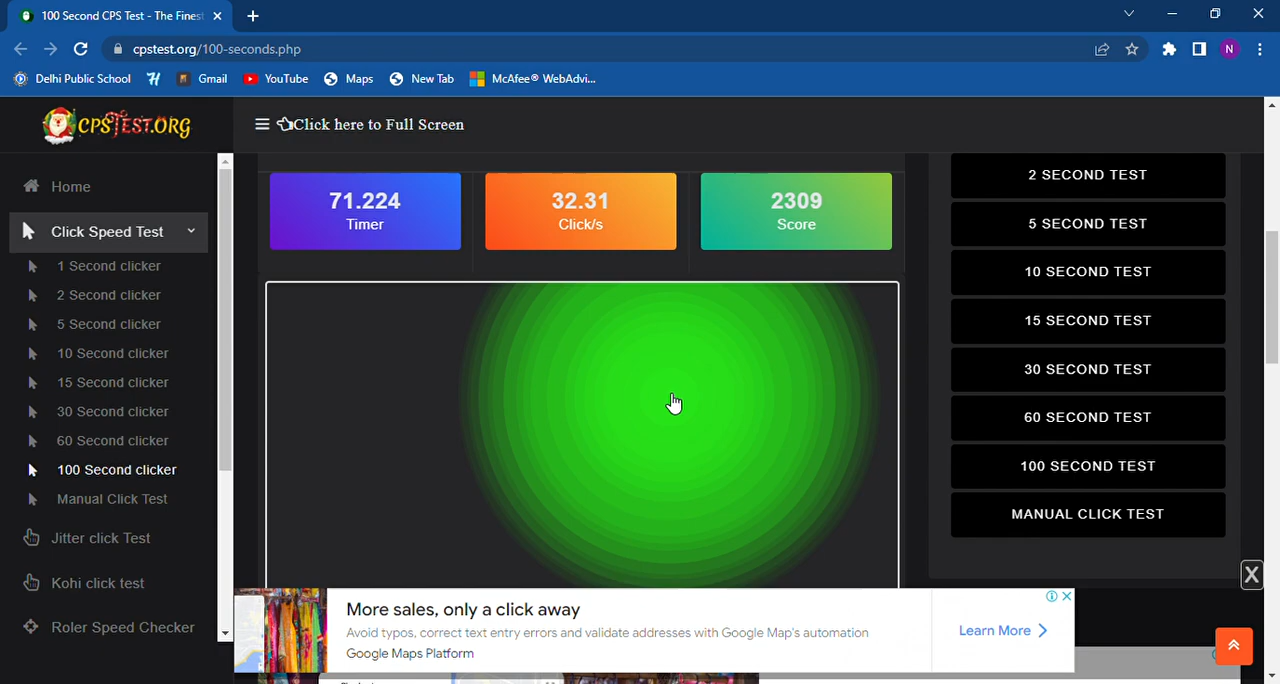 100 Second CPS Test - The Finest
cpstest.org/100-seconds.php
N
Delhi Public School
Gmail
YouTube
Maps
New Tab
McAfee® WebAdvi...
CPSTEST.ORG
Click here to Full Screen
Home
Click Speed Test
1 Second clicker
2 Second clicker
5 Second clicker
10 Second clicker
15 Second clicker
30 Second clicker
60 Second clicker
100 Second clicker
Manual Click Test
Jitter click Test
Kohi click test
Roler Speed Checker
71.224
Timer
32.31
Click/s
2309
Score
2 SECOND TEST
5 SECOND TEST
10 SECOND TEST
15 SECOND TEST
30 SECOND TEST
60 SECOND TEST
100 SECOND TEST
MANUAL CLICK TEST
X
More sales, only a click away
Avoid typos, correct text entry errors and validate addresses with Google Map's automation
Google Maps Platform
Learn More